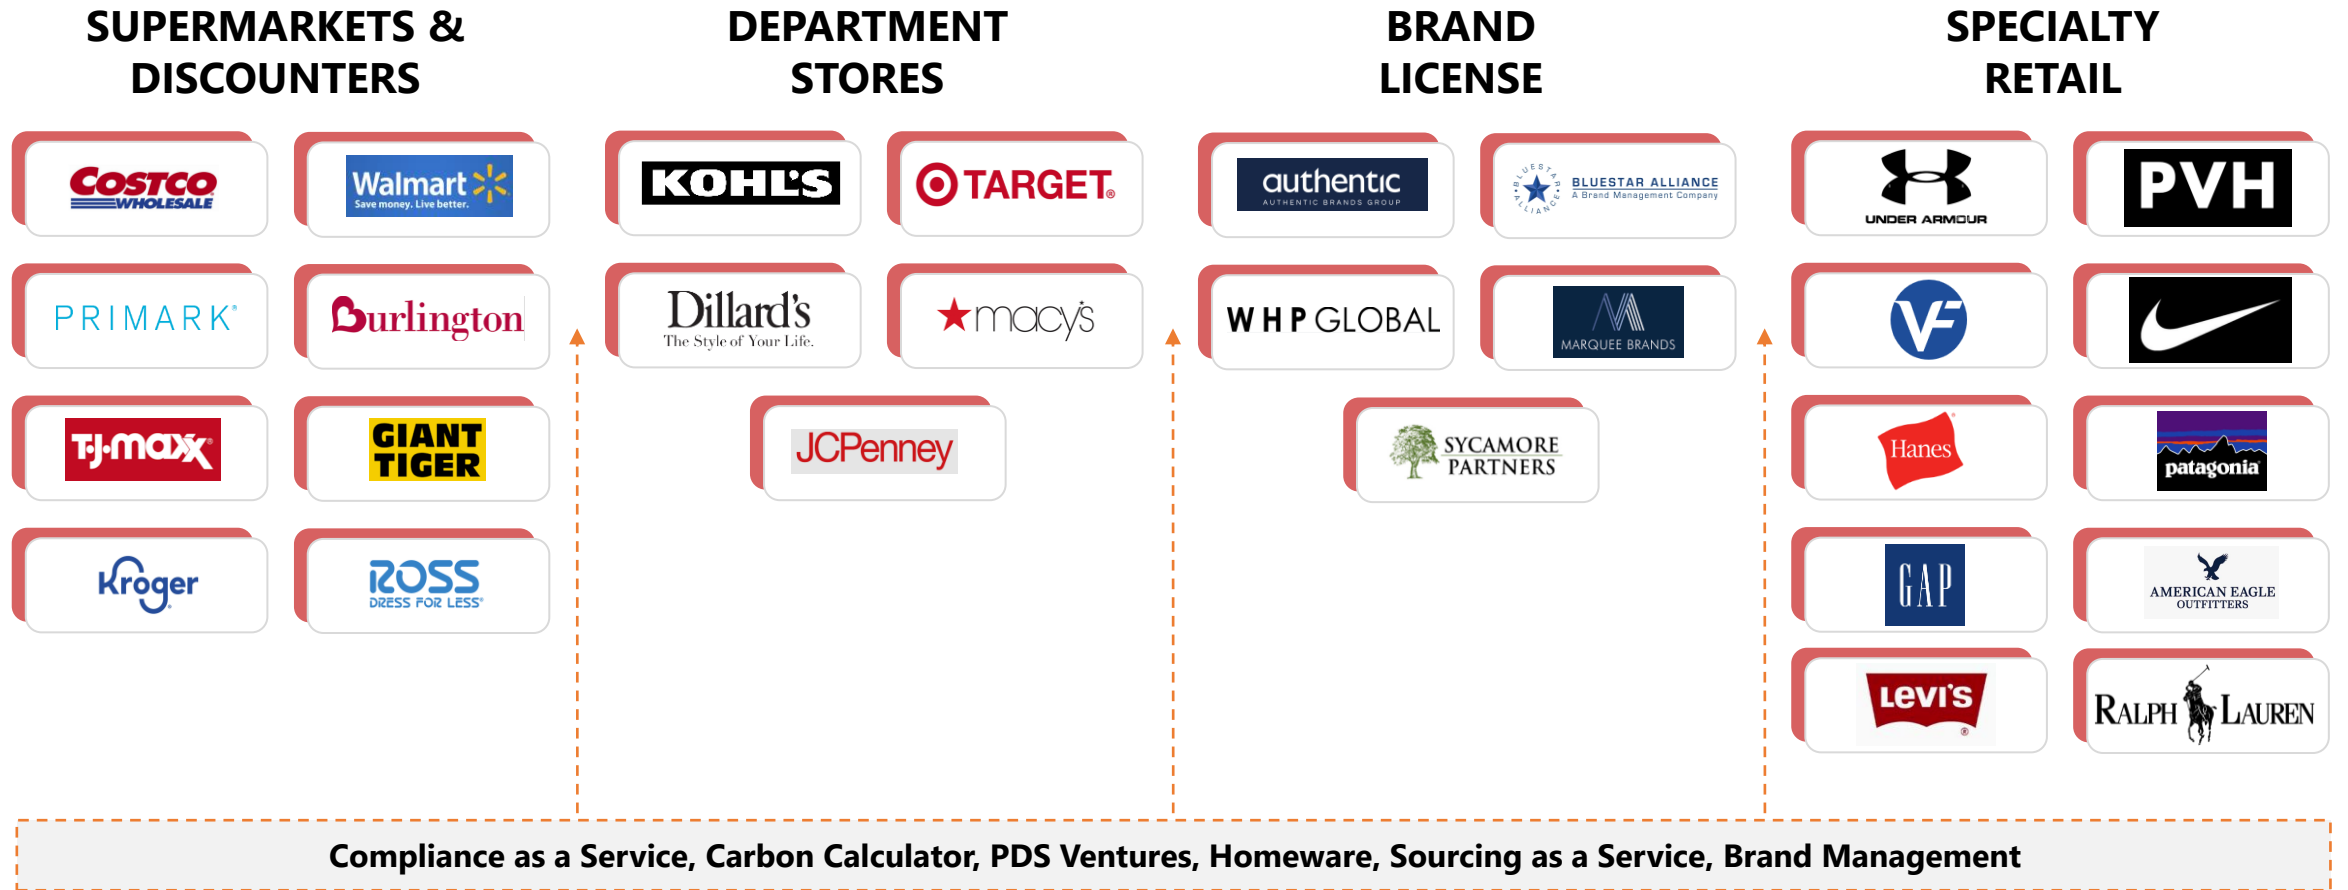 SUPERMARKETS &
DISCOUNTERS
COSTCO
WHOLESALE
Walmart
Save money. Live better.
PRIMARK®
Burlington
T.J.maxx®
GIANT
TIGER
Kroger
ROSS
DRESS FOR LESS®
DEPARTMENT
STORES
KOHL'S
TARGET®
Dillard's
The Style of Your Life.
macy's
JCPenney
BRAND
LICENSE
authentic
AUTHENTIC BRANDS GROUP
BLUESTAR ALLIANCE
BLUESTAR ALLIANCE
A Brand Management Company
WHP GLOBAL
MARQUEE BRANDS
SYCAMORE
PARTNERS
SPECIALTY
RETAIL
UNDER ARMOUR
PVH
VF
Hanes
patagonia
GAP
AMERICAN EAGLE
OUTFITTERS
LEVI'S
®
RALPH LAUREN
Compliance as a Service, Carbon Calculator, PDS Ventures, Homeware, Sourcing as a Service, Brand Management